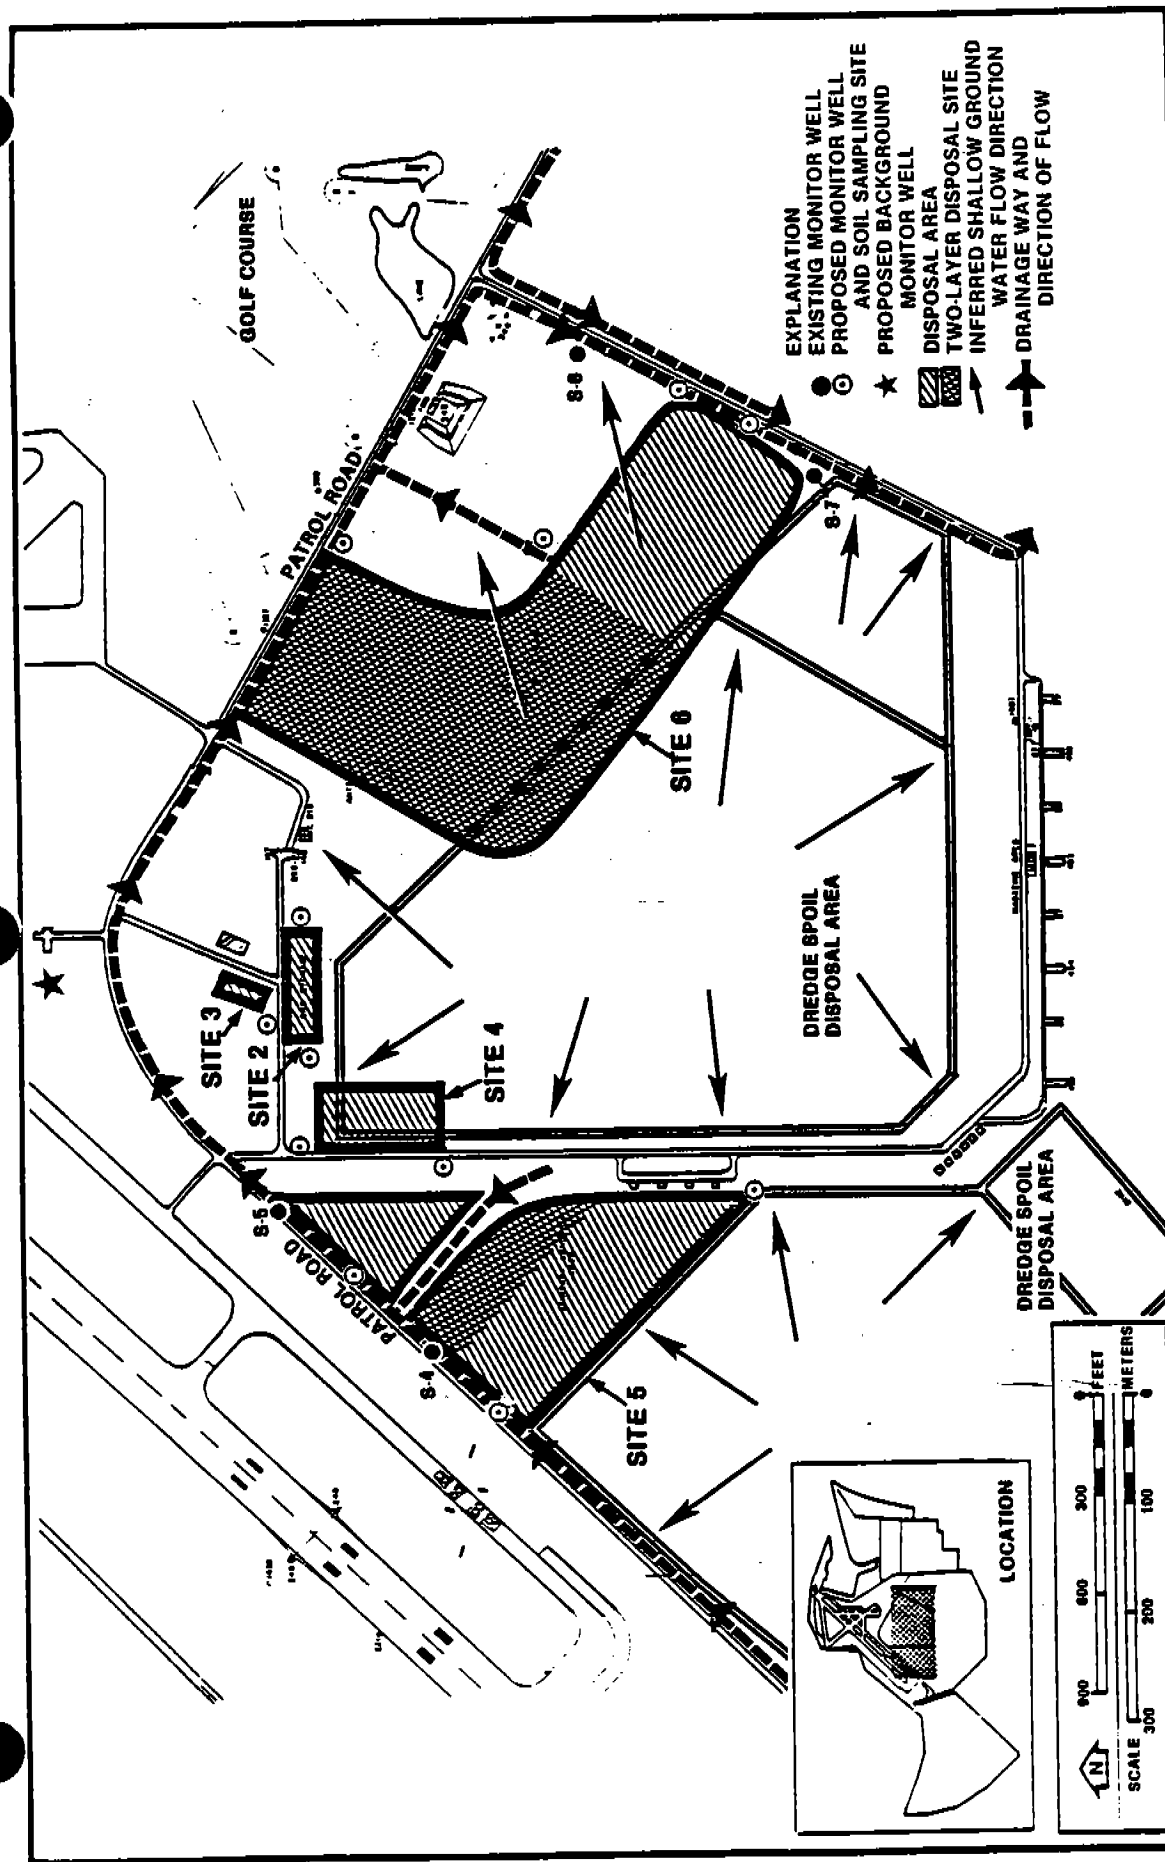 GOLF COURSE
PATROL ROAD
S-6
S-7
SITE 6
SITE 3
SITE 2
SITE 4
S-5
PATROL ROAD
S-4
SITE 5
DREDGE SPOIL
DISPOSAL AREA
DREDGE SPOIL
DISPOSAL AREA
EXPLANATION
EXISTING MONITOR WELL
PROPOSED MONITOR WELL
AND SOIL SAMPLING SITE
PROPOSED BACKGROUND
MONITOR WELL
DISPOSAL AREA
TWO-LAYER DISPOSAL SITE
INFERRED SHALLOW GROUND
WATER FLOW DIRECTION
DRAINAGE WAY AND
DIRECTION OF FLOW
LOCATION
N
SCALE
900 600 300 0 FEET
300 200 100 0 METERS